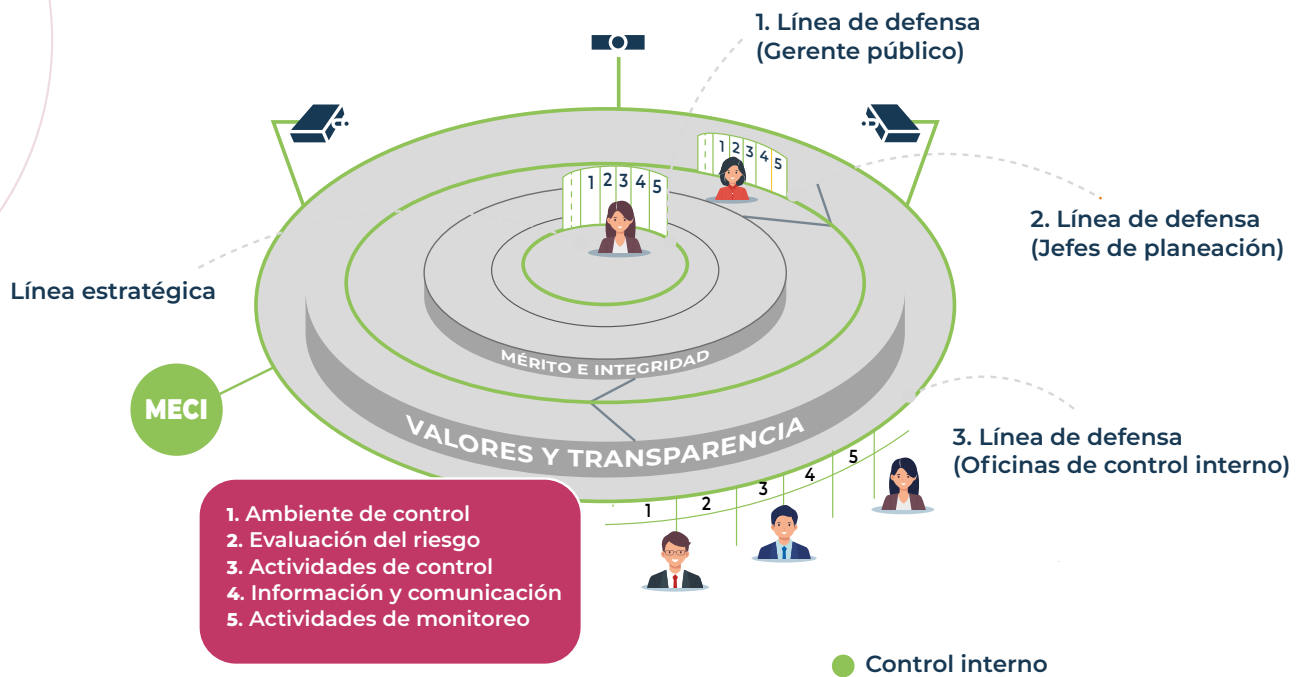 1. Línea de defensa
(Gerente público)
1 2 3 4 5
1 2 3 4 5
2. Línea de defensa
(Jefes de planeación)
Línea estratégica
MÉRITO E INTEGRIDAD
MECI
VALORES Y TRANSPARENCIA
3. Línea de defensa
(Oficinas de control interno)
1 2 3 4 5
1. Ambiente de control
2. Evaluación del riesgo
3. Actividades de control
4. Información y comunicación
5. Actividades de monitoreo
Control interno